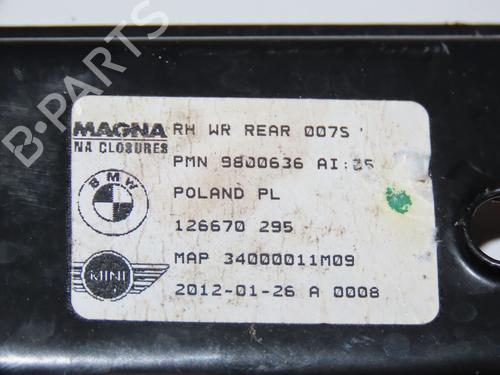 B-PARTS
MAGNA RH WR REAR 007S
NA CLOSURES
PMN 9800636 AI:05
BMW
POLAND PL
126670 295
MAP 34000011M09
MINI
2012-01-26 A 0008